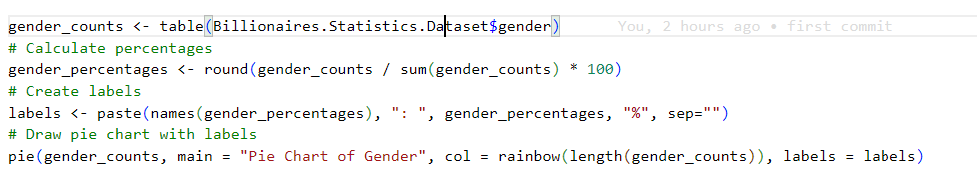 gender_counts <- table(Billionaires.Statistics.Dataset$gender) You, 2 hours ago • first commit
# Calculate percentages
gender_percentages <- round(gender_counts / sum(gender_counts) * 100)
# Create labels
labels <- paste(names(gender_percentages), ": ", gender_percentages, "%", sep="")
# Draw pie chart with labels
pie(gender_counts, main = "Pie Chart of Gender", col = rainbow(length(gender_counts)), labels = labels)